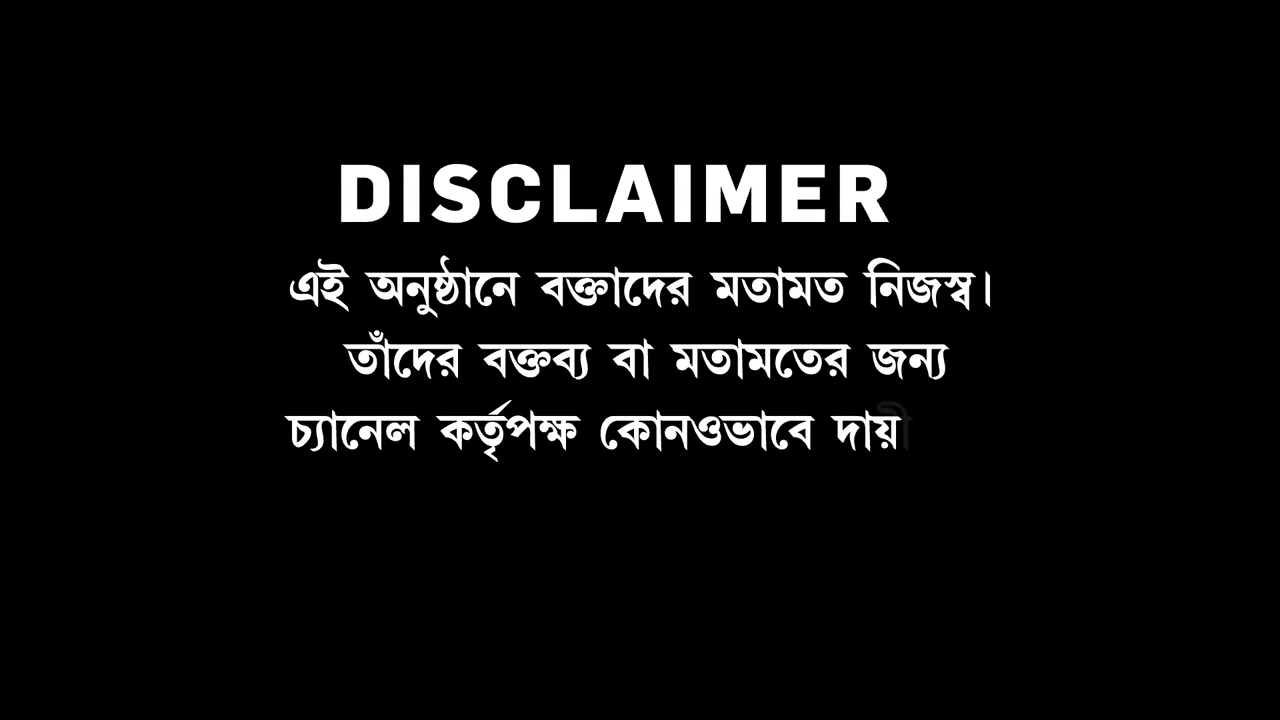 DISCLAIMER
এই অনুষ্ঠানে বক্তাদের মতামত নিজস্ব।
তাঁদের বক্তব্য বা মতামতের জন্য
চ্যানেল কর্তৃপক্ষ কোনওভাবে দায়ী